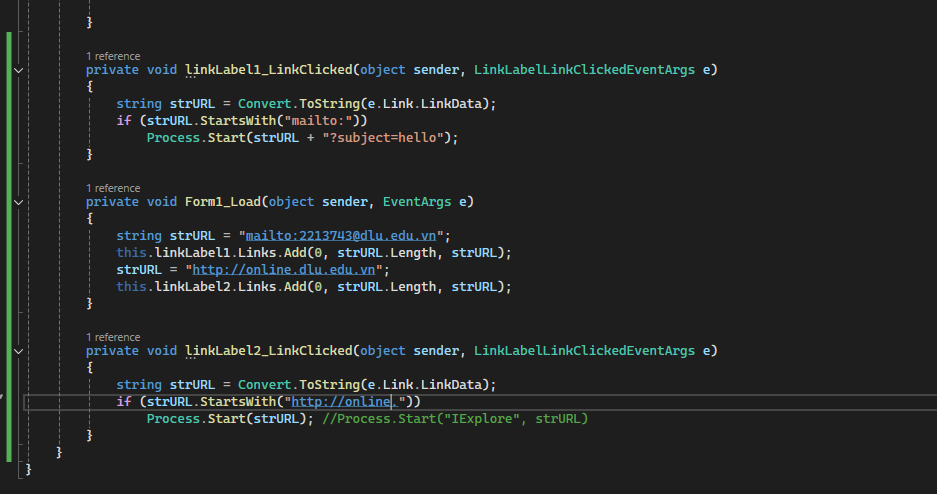 }
1 reference
private void linkLabel1_LinkClicked(object sender, LinkLabelLinkClickedEventArgs e)
{
string strURL = Convert.ToString(e.Link.LinkData);
if (strURL.StartsWith("mailto:"))
Process.Start(strURL + "?subject=hello");
}
1 reference
private void Form1_Load(object sender, EventArgs e)
{
string strURL = "mailto:2213743@dlu.edu.vn";
this.linkLabel1.Links.Add(0, strURL.Length, strURL);
strURL = "http://online.dlu.edu.vn";
this.linkLabel2.Links.Add(0, strURL.Length, strURL);
}
1 reference
private void linkLabel2_LinkClicked(object sender, LinkLabelLinkClickedEventArgs e)
{
string strURL = Convert.ToString(e.Link.LinkData);
if (strURL.StartsWith("http://online."))
Process.Start(strURL); //Process.Start("IExplore", strURL)
}
}
}